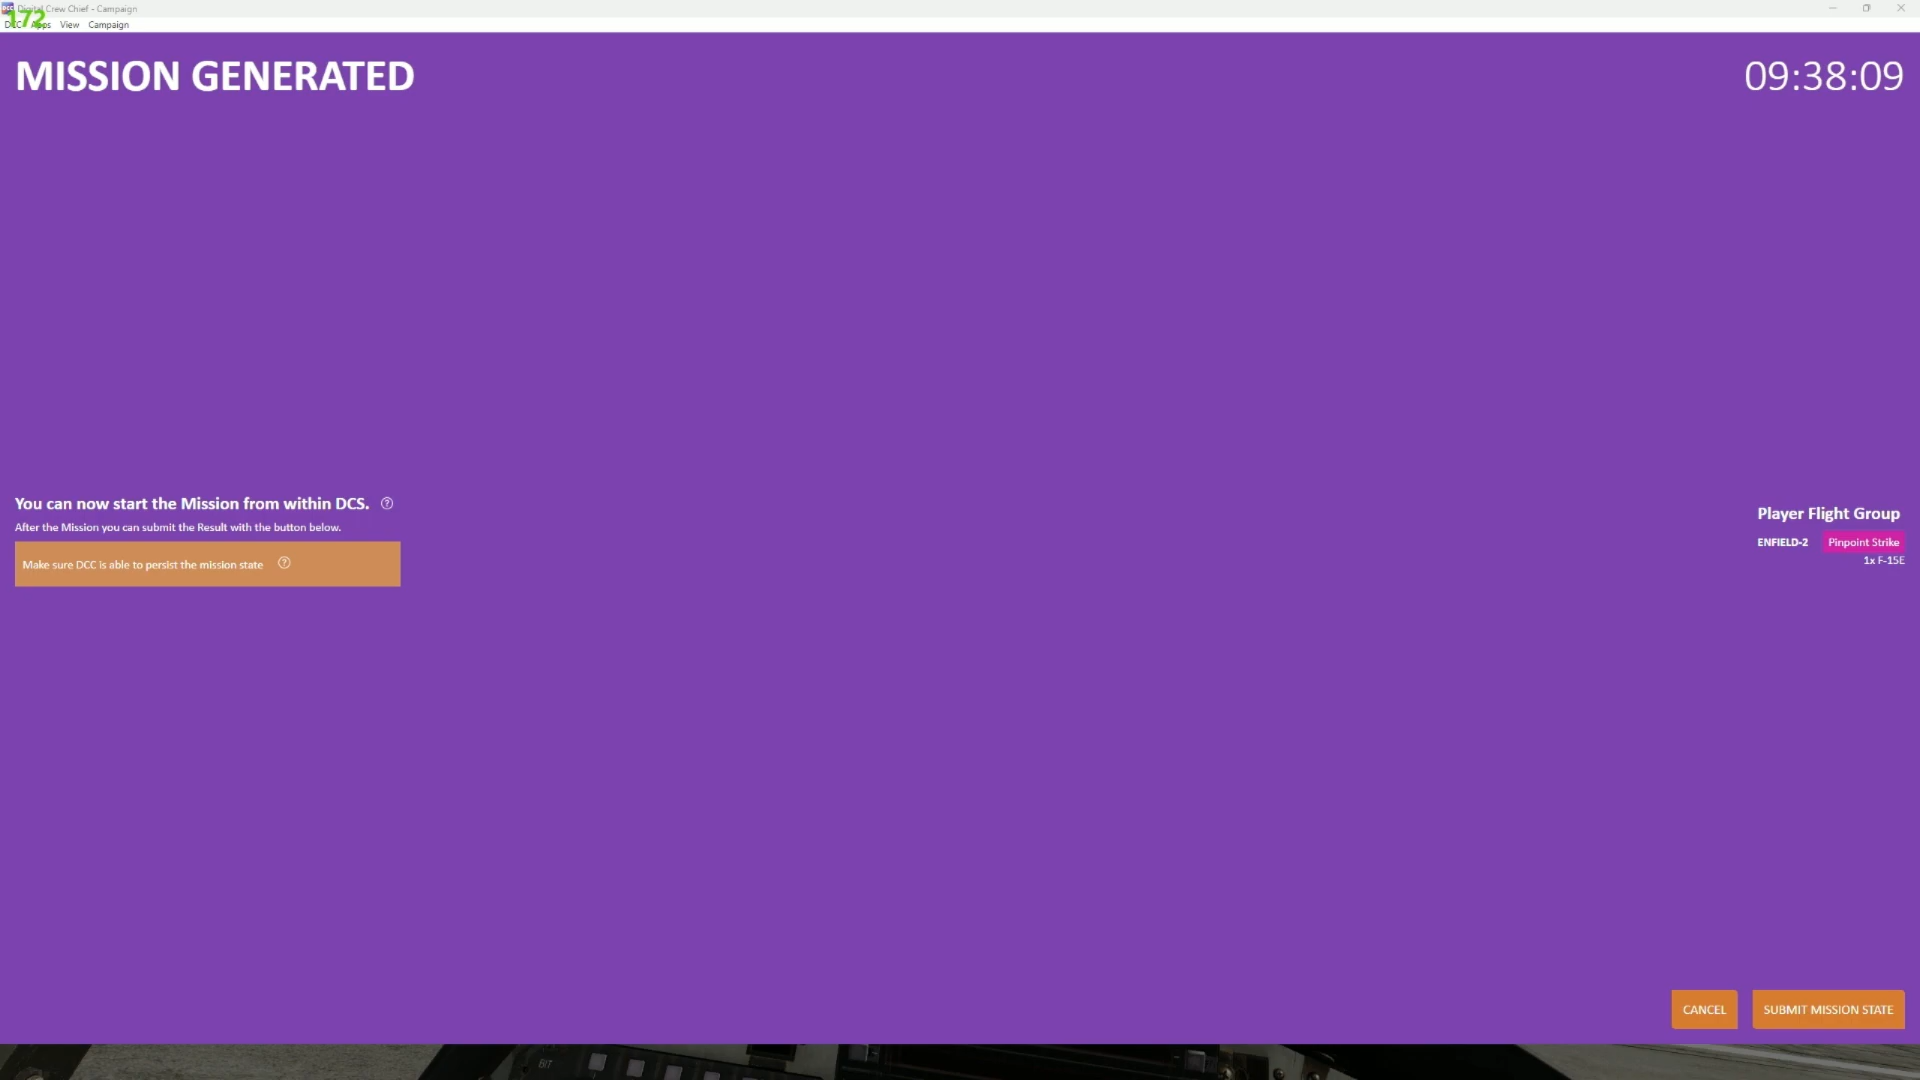 Digital Crew Chief - Campaign
172
DCC Apps View Campaign
MISSION GENERATED
09:38:09
You can now start the Mission from within DCS.
After the Mission you can submit the Result with the button below.
Make sure DCC is able to persist the mission state
Player Flight Group
ENFIELD-2 Pinpoint Strike
1x F-15E
CANCEL SUBMIT MISSION STATE
BIT